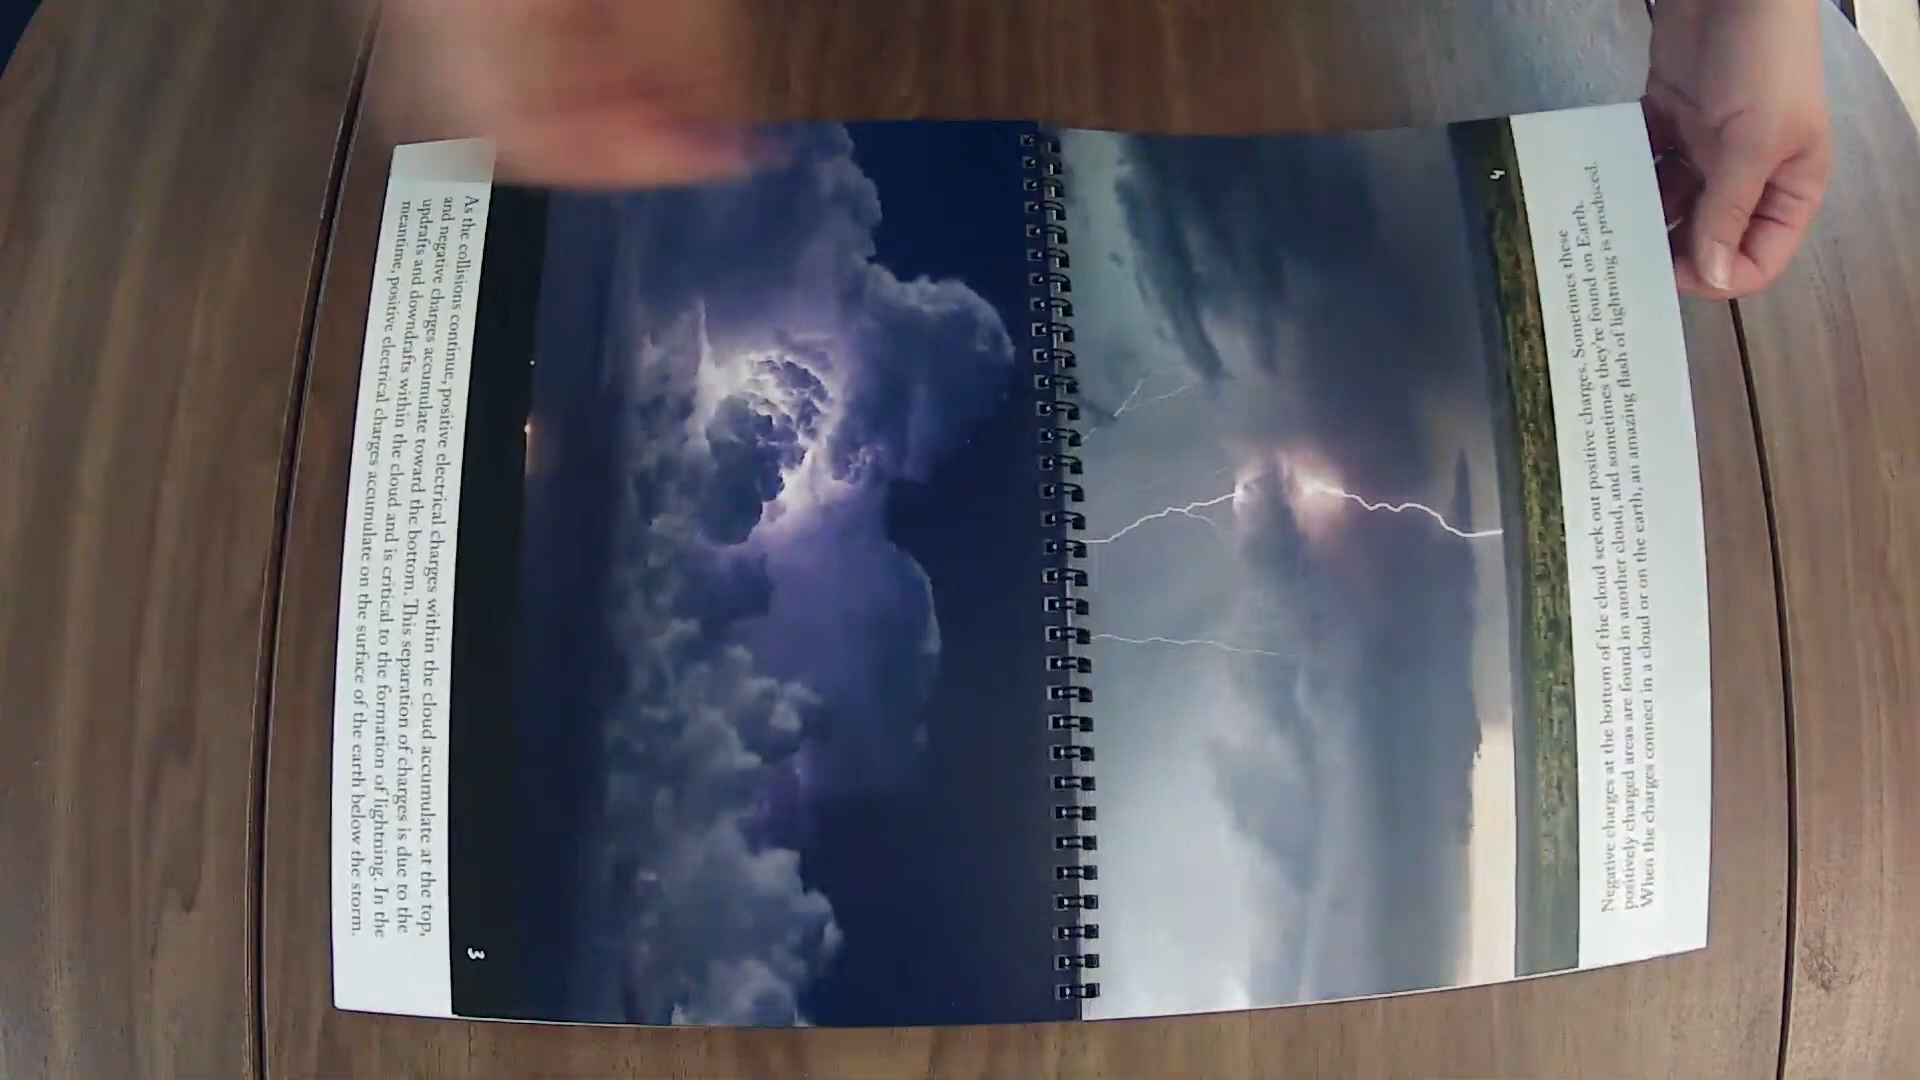 As the collisions continue, positive electrical charges within the cloud accumulate at the top,
and negative charges accumulate toward the bottom. This separation of charges is due to the
updrafts and downdrafts within the cloud and is critical to the formation of lightning. In the
meantime, positive electrical charges accumulate on the surface of the earth below the storm.
3
4
Negative charges at the bottom of the cloud seek out positive charges. Sometimes these
positively charged areas are found in another cloud, and sometimes they're found on Earth.
When the charges connect in a cloud or on the earth, an amazing flash of lightning is produced.